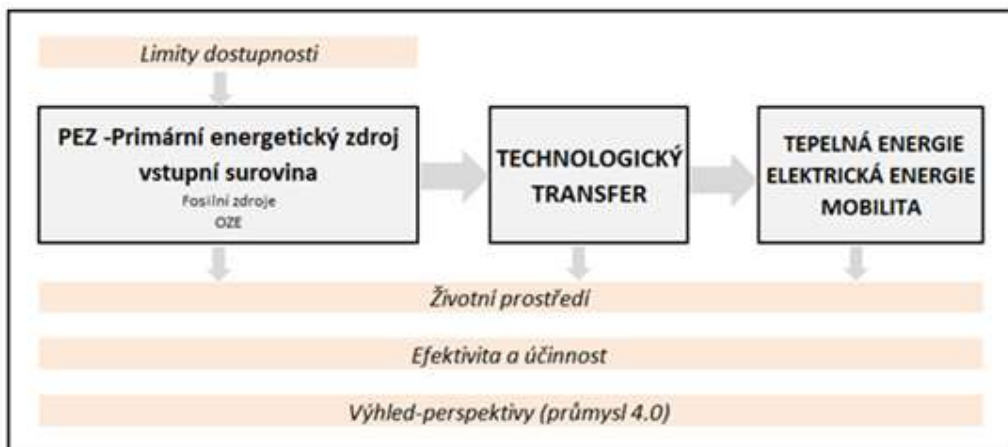 Limity dostupnosti
PEZ -Primární energetický zdroj
vstupní surovina
Fosilní zdroje
OZE
TECHNOLOGICKÝ
TRANSFER
TEPELNÁ ENERGIE
ELEKTRICKÁ ENERGIE
MOBILITA
Životní prostředí
Efektivita a účinnost
Výhled-perspektivy (průmysl 4.0)